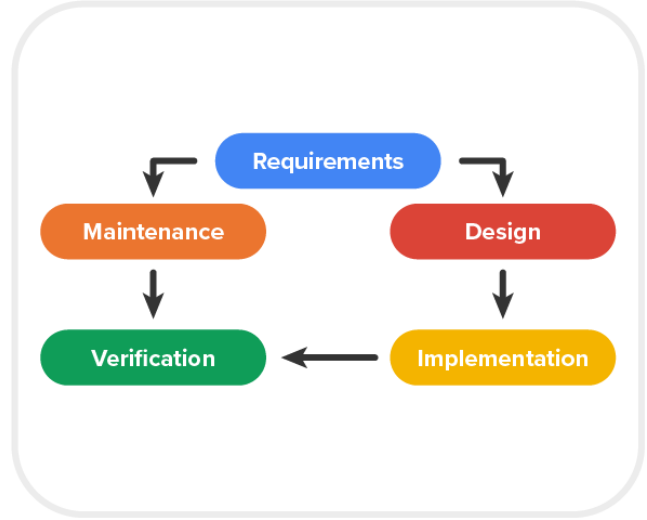 Requirements
Maintenance
Design
Verification
Implementation